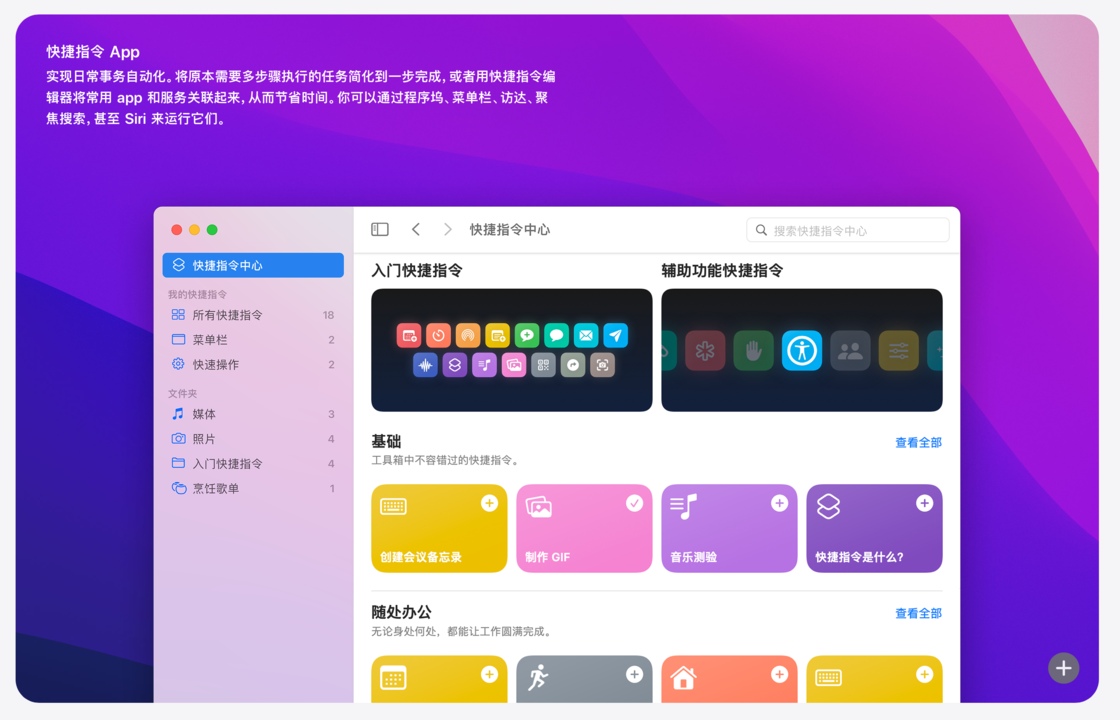 快捷指令 App
实现日常事务自动化。将原本需要多步骤执行的任务简化到一步完成，或者用快捷指令编
辑器将常用 app 和服务关联起来，从而节省时间。你可以通过程序坞、菜单栏、访达、聚
焦搜索，甚至 Siri 来运行它们。
快捷指令中心
搜索快捷指令中心
快捷指令中心
我的快捷指令
所有快捷指令 18
菜单栏 2
快速操作 2
文件夹
媒体 3
照片 4
入门快捷指令 4
烹饪歌单 1
入门快捷指令
辅助功能快捷指令
基础
查看全部
工具箱中不容错过的快捷指令。
创建会议备忘录
制作 GIF
音乐测验
快捷指令是什么?
随处办公
查看全部
无论身处何处，都能让工作圆满完成。